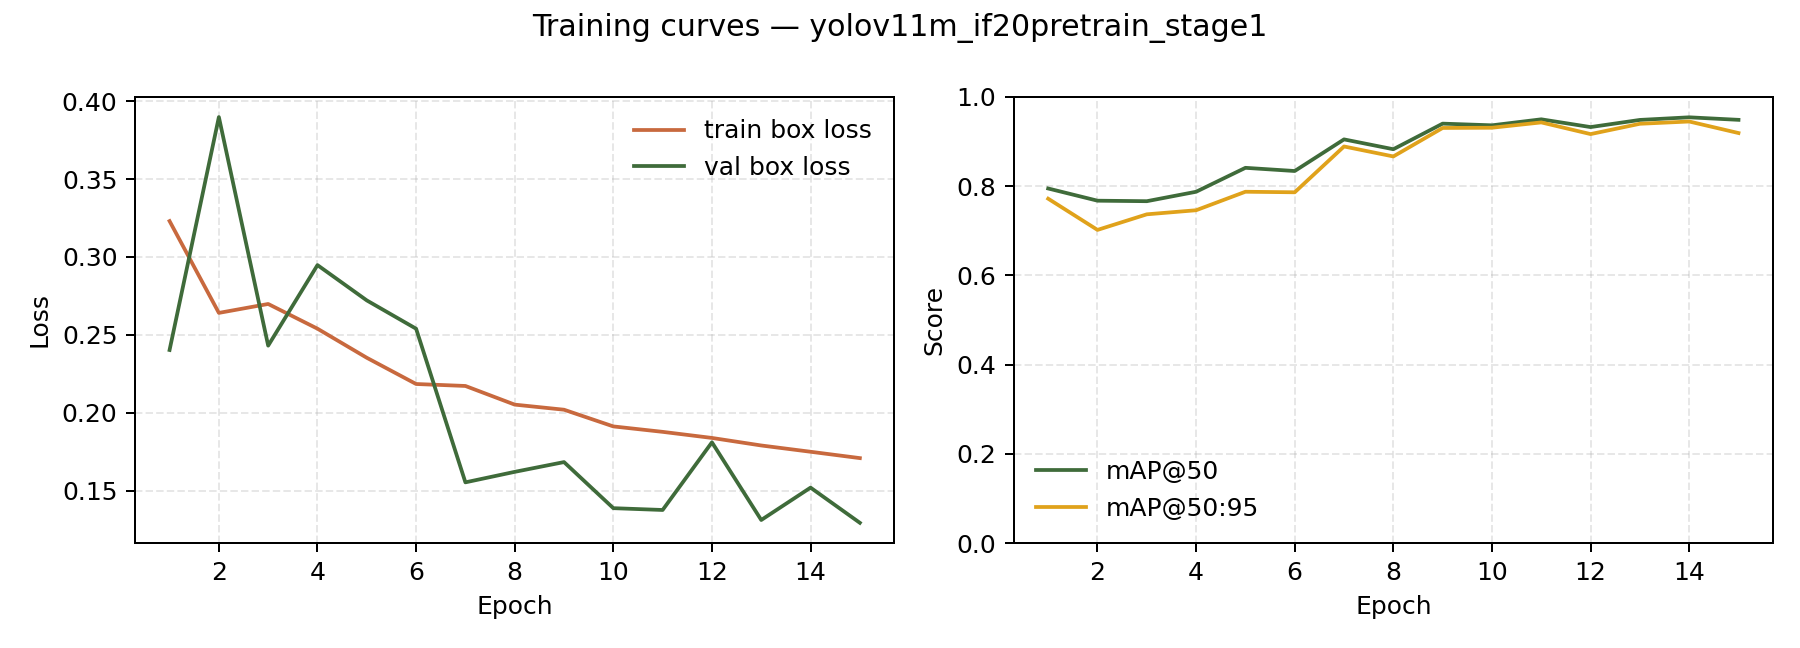 Training curves — yolov11m_if20pretrain_stage1
0.40
0.35
0.30
0.25
0.20
0.15
Loss
train box loss
val box loss
2 4 6 8 10 12 14
Epoch
1.0
0.8
0.6
0.4
0.2
0.0
Score
mAP@50
mAP@50:95
2 4 6 8 10 12 14
Epoch